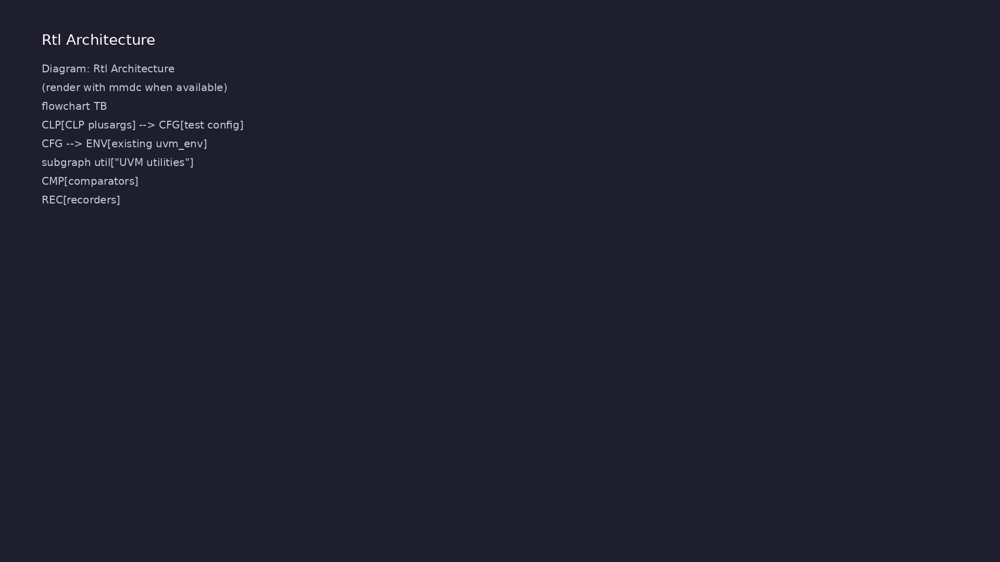 Rtl Architecture
Diagram: Rtl Architecture
(render with mmdc when available)
flowchart TB
CLP[CLP plusargs] --> CFG[test config]
CFG --> ENV[existing uvm_env]
subgraph util["UVM utilities"]
CMP[comparators]
REC[recorders]